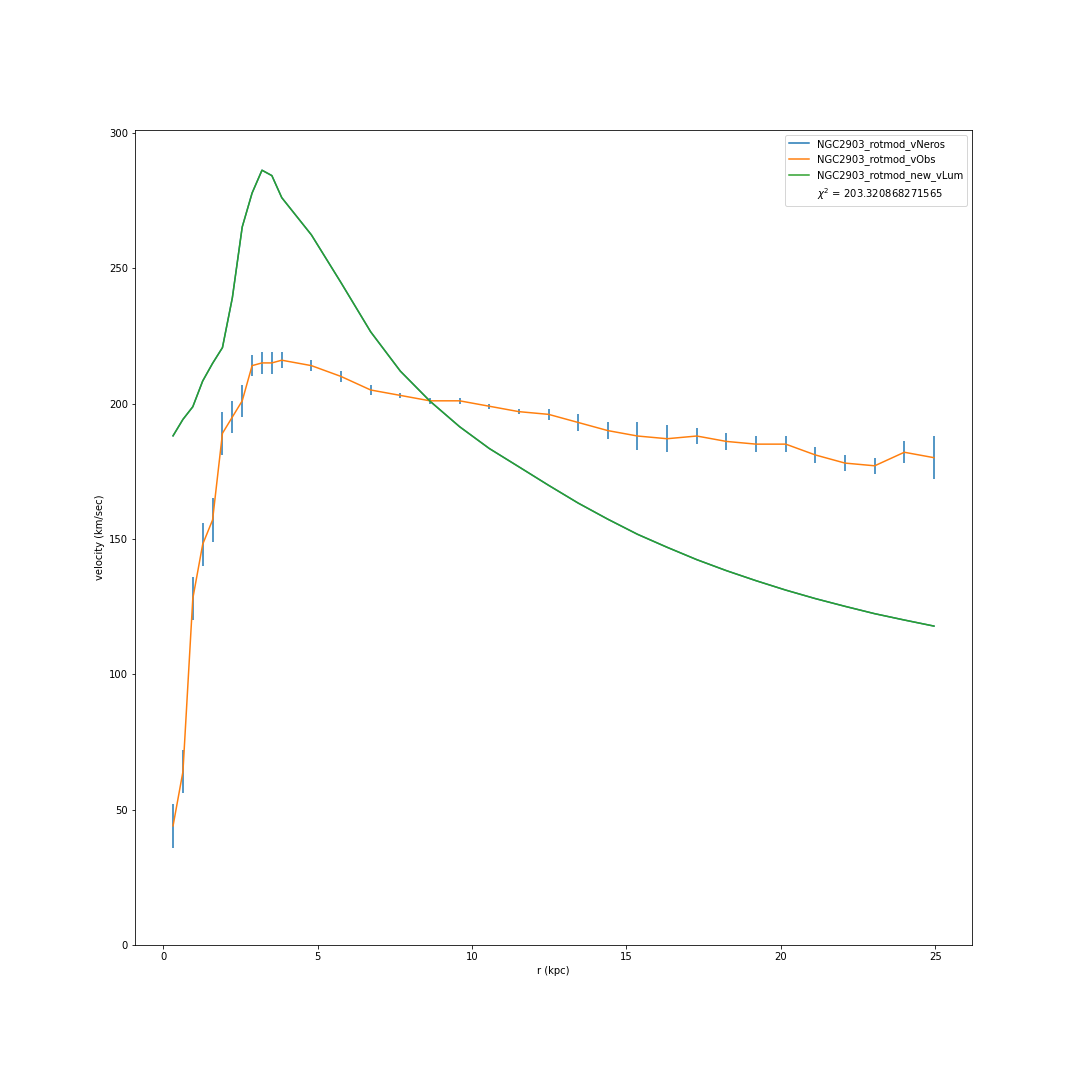 NGC2903_rotmod_vNeros
NGC2903_rotmod_vObs
NGC2903_rotmod_new_vLum
χ² = 203.320868271565
300
250
200
150
100
50
0
velocity (km/sec)
0 5 10 15 20 25
r (kpc)